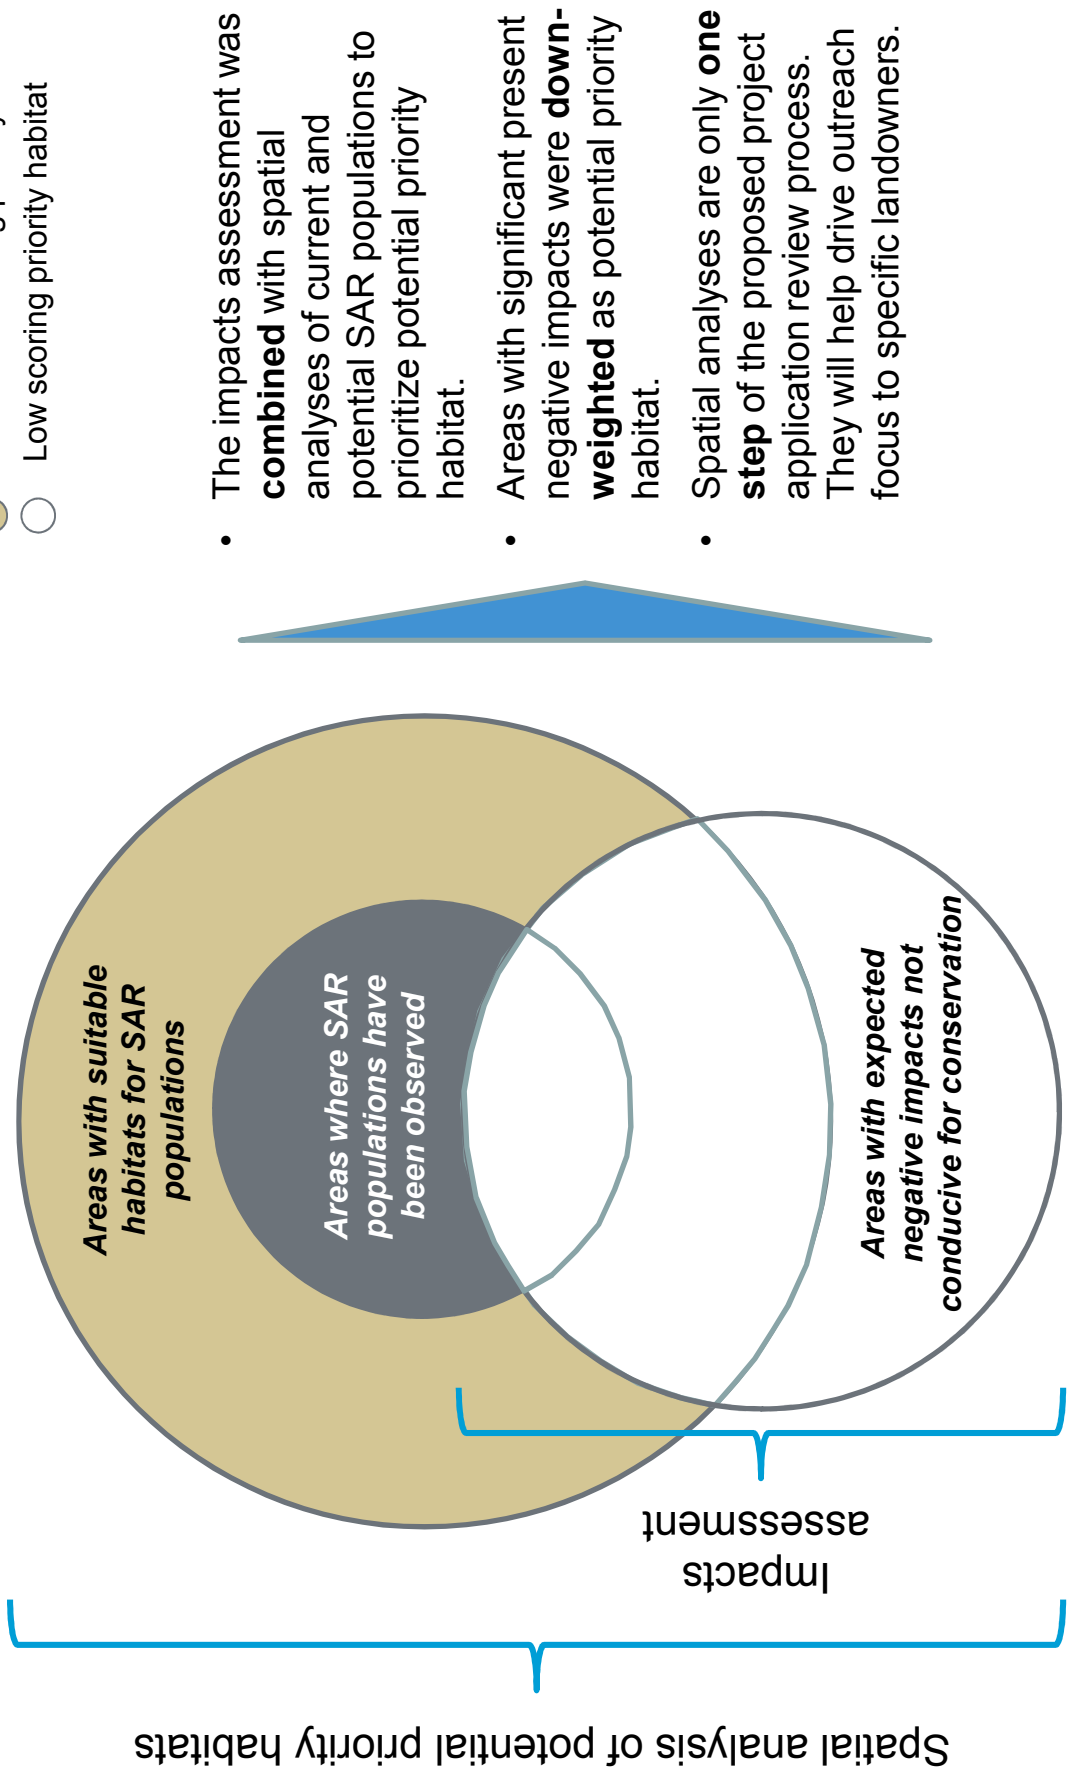 Low scoring priority habitat
Spatial analysis of potential priority habitats
Impacts
assessment
Areas with suitable
habitats for SAR
populations
Areas where SAR
populations have
been observed
Areas with expected
negative impacts not
conducive for conservation
• The impacts assessment was
combined with spatial
analyses of current and
potential SAR populations to
prioritize potential priority
habitat.
• Areas with significant present
negative impacts were down-
weighted as potential priority
habitat.
• Spatial analyses are only one
step of the proposed project
application review process.
They will help drive outreach
focus to specific landowners.